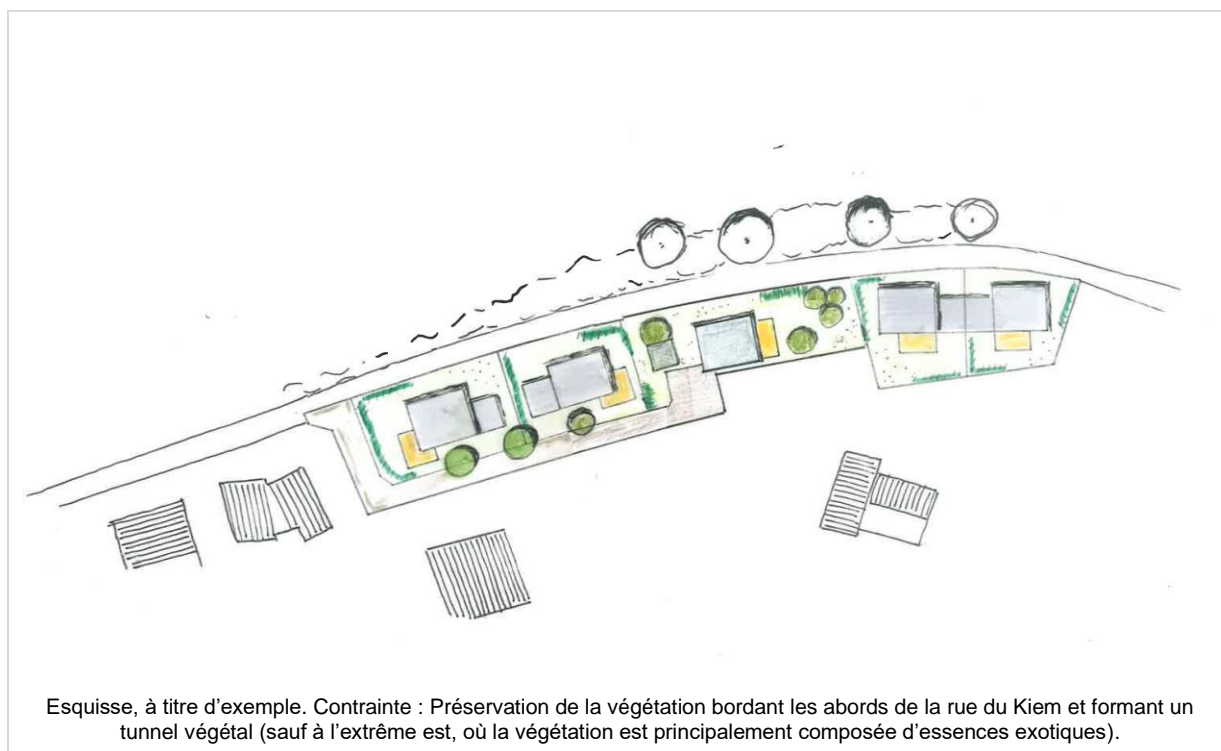 Esquisse, à titre d’exemple. Contrainte : Préservation de la végétation bordant les abords de la rue du Kiem et formant un
tunnel végétal (sauf à l’extrême est, où la végétation est principalement composée d’essences exotiques).